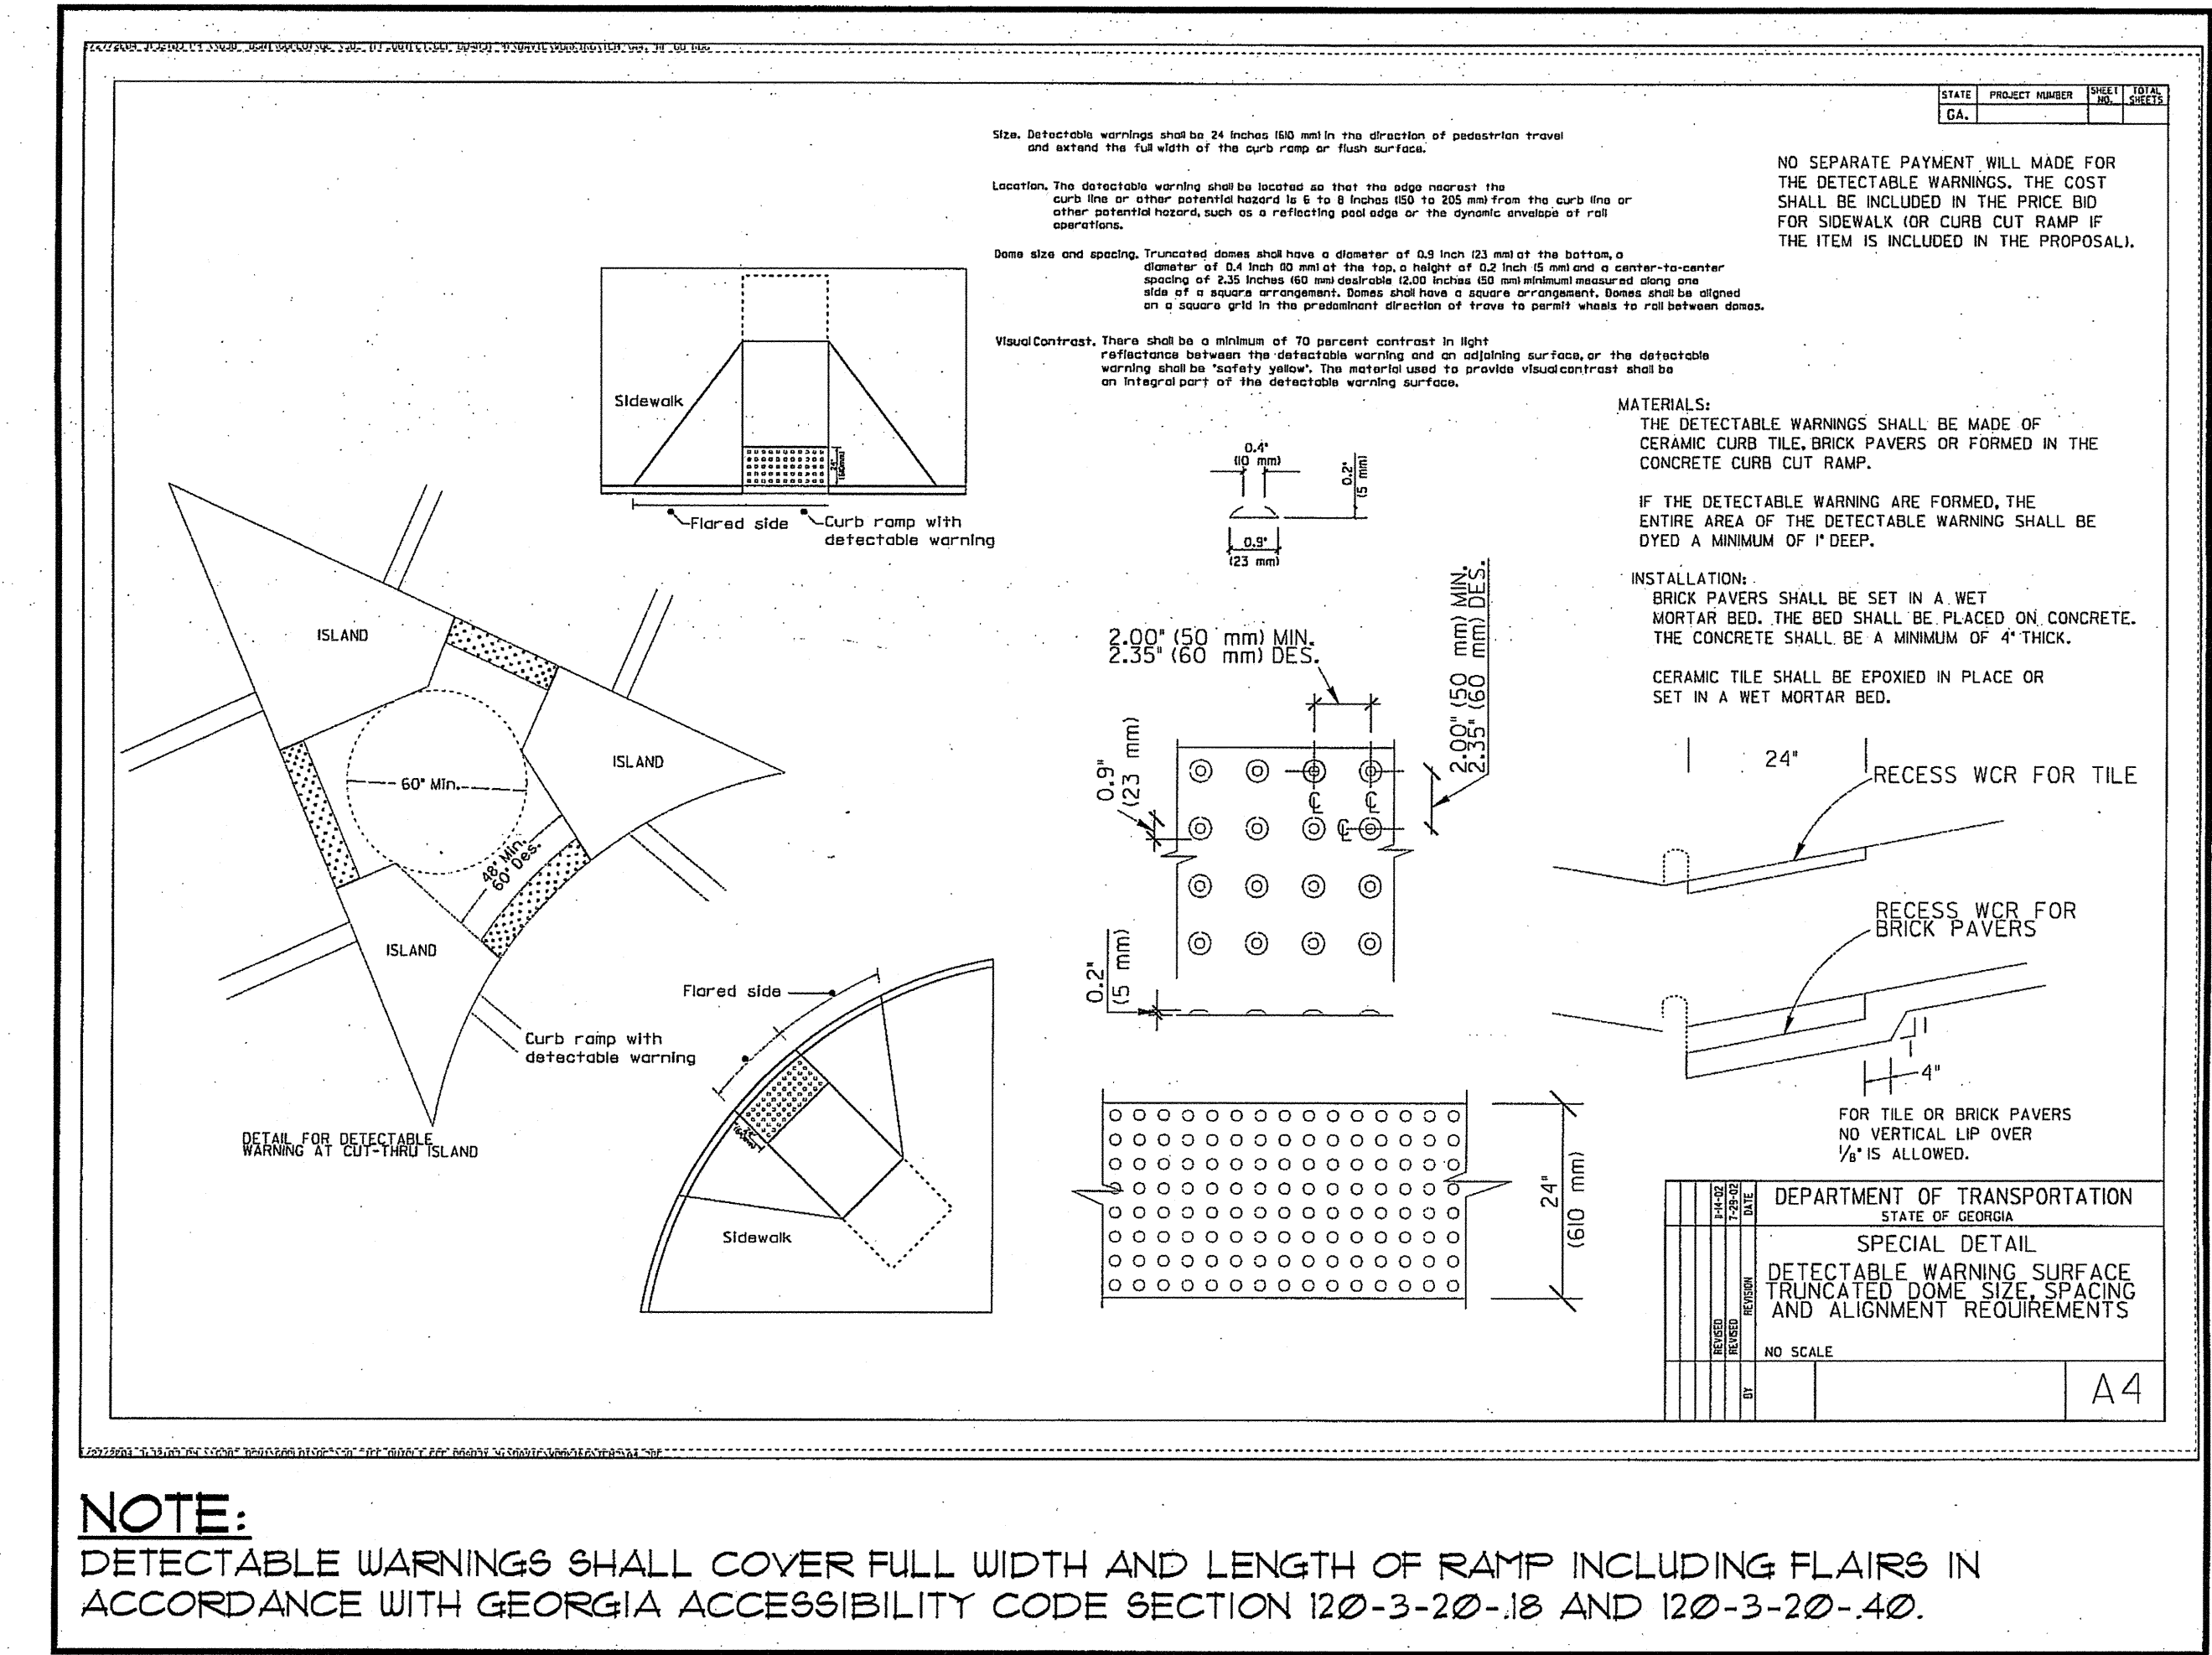 STATE PROJECT NUMBER SHEET NO. TOTAL SHEETS
GA.
Size. Detectable warnings shall be 24 inches (610 mm) in the direction of pedestrian travel
and extend the full width of the curb ramp or flush surface.
Location. The detectable warning shall be located so that the edge nearest the
curb line or other potential hazard is 6 to 8 inches (150 to 205 mm) from the curb line or
other potential hazard, such as a reflecting pool edge or the dynamic envelope of rail
operations.
Dome size and spacing. Truncated domes shall have a diameter of 0.9 inch (23 mm) at the bottom, a
diameter of 0.4 inch (10 mm) at the top, a height of 0.2 inch (5 mm) and a center-to-center
spacing of 2.35 inches (60 mm) desirable (2.00 inches (50 mm) minimum) measured along one
side of a square arrangement. Domes shall have a square arrangement. Domes shall be aligned
on a square grid in the predominant direction of trave to permit wheels to roll between domes.
Visual Contrast. There shall be a minimum of 70 percent contrast in light
reflectance between the detectable warning and an adjoining surface, or the detectable
warning shall be "safety yellow". The material used to provide visual contrast shall be
an integral part of the detectable warning surface.
NO SEPARATE PAYMENT WILL MADE FOR
THE DETECTABLE WARNINGS. THE COST
SHALL BE INCLUDED IN THE PRICE BID
FOR SIDEWALK (OR CURB CUT RAMP IF
THE ITEM IS INCLUDED IN THE PROPOSAL).
MATERIALS:
THE DETECTABLE WARNINGS SHALL BE MADE OF
CERAMIC CURB TILE, BRICK PAVERS OR FORMED IN THE
CONCRETE CURB CUT RAMP.
IF THE DETECTABLE WARNING ARE FORMED, THE
ENTIRE AREA OF THE DETECTABLE WARNING SHALL BE
DYED A MINIMUM OF 1" DEEP.
INSTALLATION:
BRICK PAVERS SHALL BE SET IN A WET
MORTAR BED. THE BED SHALL BE PLACED ON CONCRETE.
THE CONCRETE SHALL BE A MINIMUM OF 4" THICK.
CERAMIC TILE SHALL BE EPOXIED IN PLACE OR
SET IN A WET MORTAR BED.
Sidewalk
24"
(610mm)
Flared side
Curb ramp with
detectable warning
ISLAND
ISLAND
ISLAND
60" Min.
48" Min.
60" Des.
Curb ramp with
detectable warning
DETAIL FOR DETECTABLE
WARNING AT CUT-THRU ISLAND
Flared side
24"
(610mm)
Sidewalk
0.4"
(10 mm)
0.2"
(5 mm)
0.9"
(23 mm)
2.00" (50 mm) MIN.
2.35" (60 mm) DES.
2.00" (50 mm) MIN.
2.35" (60 mm) DES.
0.9"
(23 mm)
0.2"
(5 mm)
24"
(610 mm)
24"
RECESS WCR FOR TILE
RECESS WCR FOR
BRICK PAVERS
1
1
4"
FOR TILE OR BRICK PAVERS
NO VERTICAL LIP OVER
1/8" IS ALLOWED.
7-29-02
DATE
REVISION
REVISED
REVISED
BY
DEPARTMENT OF TRANSPORTATION
STATE OF GEORGIA
SPECIAL DETAIL
DETECTABLE WARNING SURFACE
TRUNCATED DOME SIZE, SPACING
AND ALIGNMENT REQUIREMENTS
NO SCALE
A4
NOTE:
DETECTABLE WARNINGS SHALL COVER FULL WIDTH AND LENGTH OF RAMP INCLUDING FLAIRS IN
ACCORDANCE WITH GEORGIA ACCESSIBILITY CODE SECTION 120-3-20-.18 AND 120-3-20-.40.